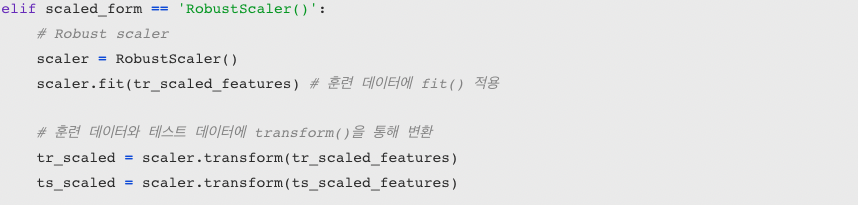 elif scaled_form == 'RobustScaler()':
# Robust scaler
scaler = RobustScaler()
scaler.fit(tr_scaled_features) # 훈련 데이터에 fit() 적용
# 훈련 데이터와 테스트 데이터에 transform()을 통해 변환
tr_scaled = scaler.transform(tr_scaled_features)
ts_scaled = scaler.transform(ts_scaled_features)